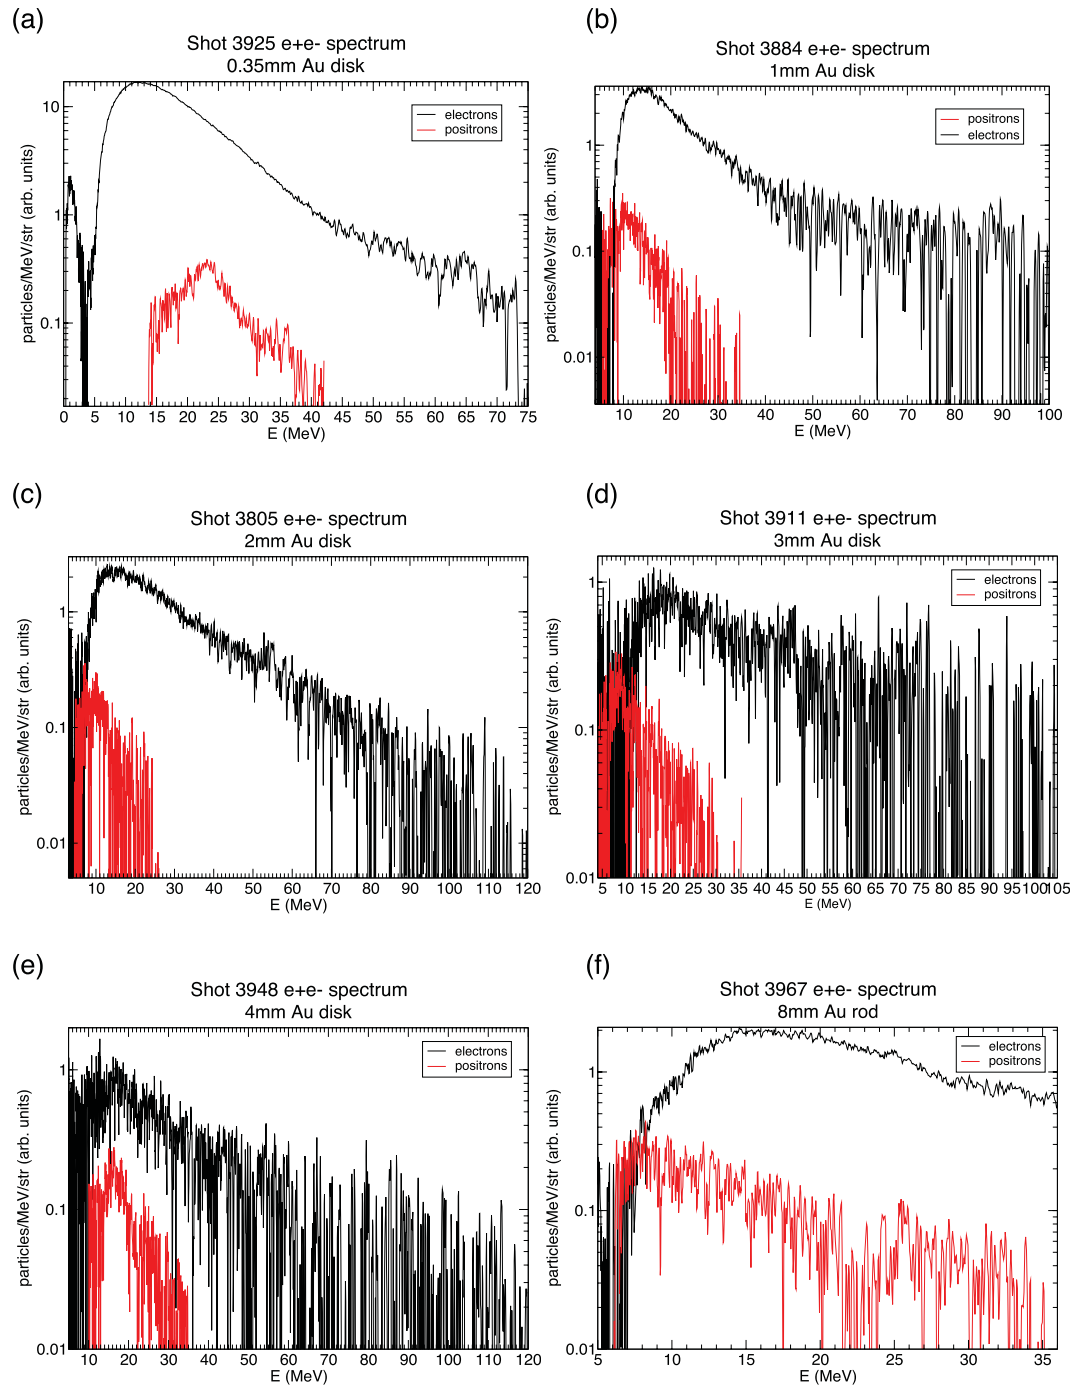 (a)
Shot 3925 e+e- spectrum
0.35mm Au disk
electrons
positrons
particles/MeV/str (arb. units)
10
1
0.1
0 5 10 15 20 25 30 35 40 45 50 55 60 65 70 75
E (MeV)
(b)
Shot 3884 e+e- spectrum
1mm Au disk
positrons
electrons
particles/MeV/str (arb. units)
1
0.1
0.01
10 20 30 40 50 60 70 80 90 100
E (MeV)
(c)
Shot 3805 e+e- spectrum
2mm Au disk
particles/MeV/str (arb. units)
1
0.1
0.01
10 20 30 40 50 60 70 80 90 100 110 120
E (MeV)
(d)
Shot 3911 e+e- spectrum
3mm Au disk
electrons
positrons
particles/MeV/str (arb. units)
1
0.1
0.01
5 10 15 20 25 30 35 40 45 50 55 60 65 70 75 80 85 90 95 100 105
E (MeV)
(e)
Shot 3948 e+e- spectrum
4mm Au disk
electrons
positrons
particles/MeV/str (arb. units)
1
0.1
0.01
10 20 30 40 50 60 70 80 90 100 110 120
E (MeV)
(f)
Shot 3967 e+e- spectrum
8mm Au rod
electrons
positrons
particles/MeV/str (arb. units)
1
0.1
0.01
5 10 15 20 25 30 35
E (MeV)